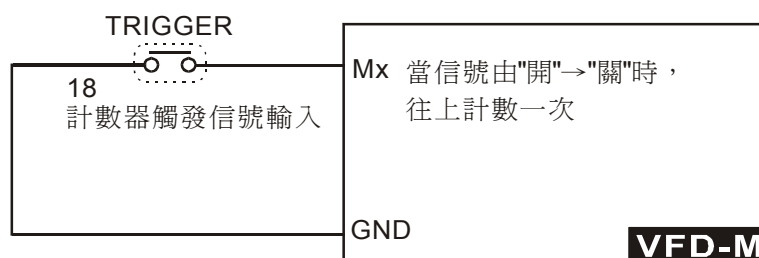 TRIGGER
18
計數器觸發信號輸入
Mx 當信號由"開"→"關"時，
往上計數一次
GND
VFD-M